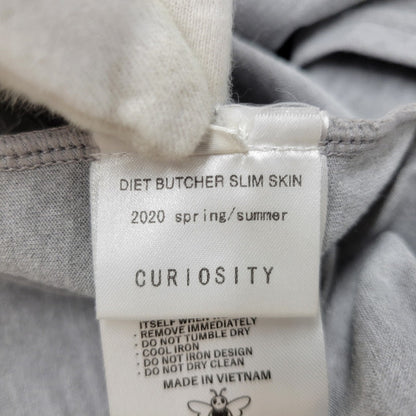 DIET BUTCHER SLIM SKIN
2020 spring/summer
CURIOSITY
ITSELF WHEN
· REMOVE IMMEDIATELY
· DO NOT TUMBLE DRY
· COOL IRON
· DO NOT IRON DESIGN
· DO NOT DRY CLEAN
MADE IN VIETNAM